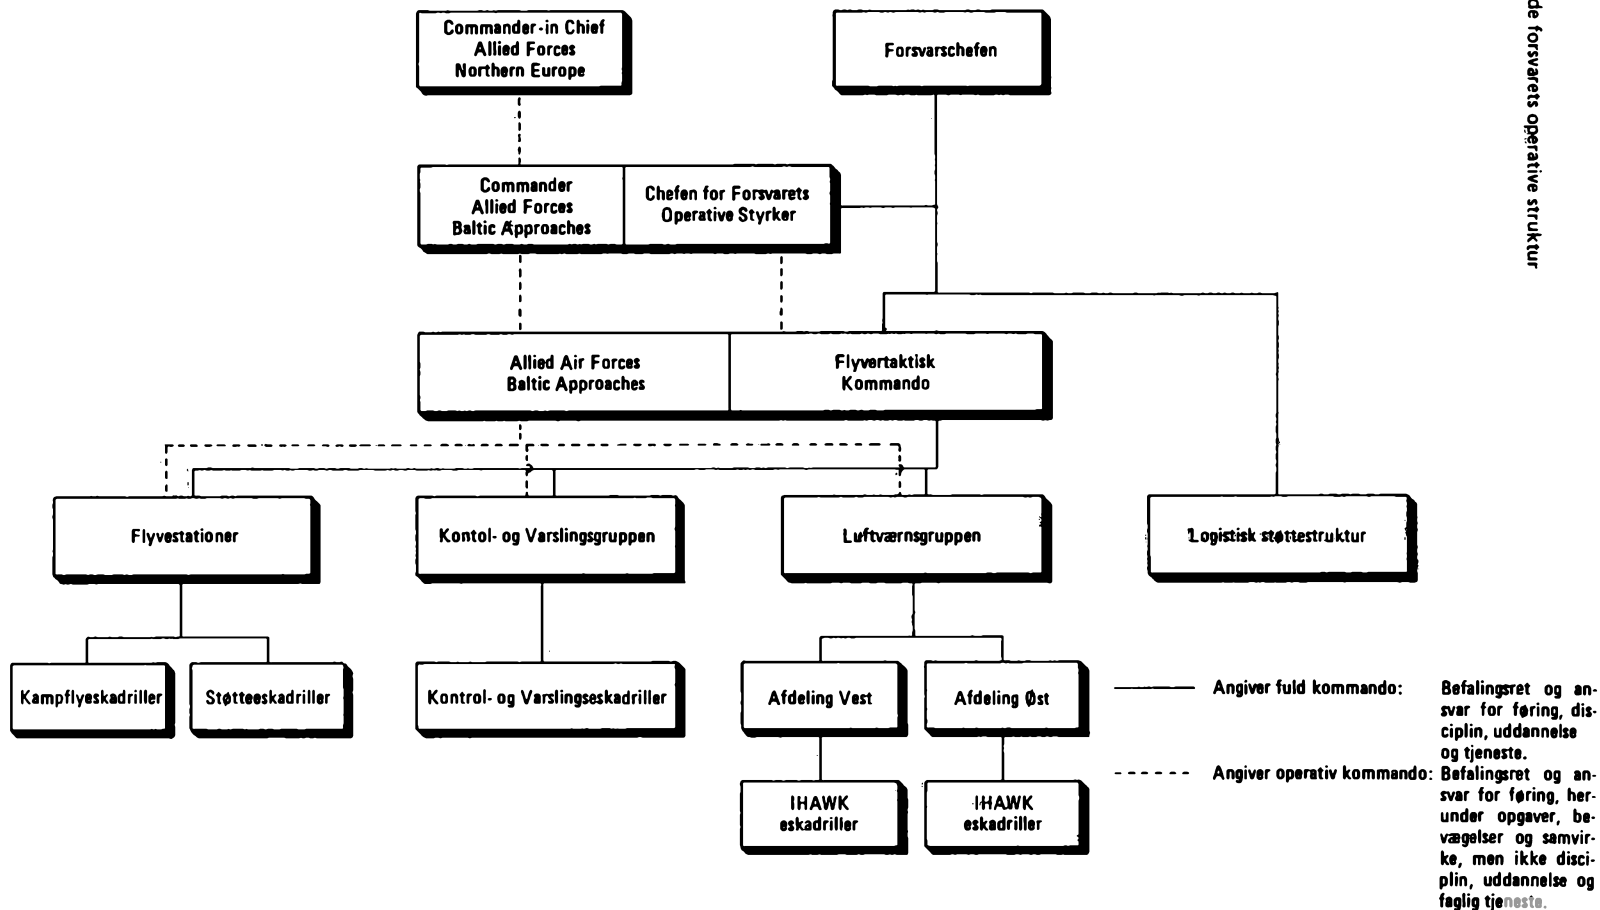 Commander-in Chief
Allied Forces
Northern Europe
Forsvarschefen
de forsvarets operative struktur
Commander
Allied Forces
Baltic Approaches
Chefen for Forsvarets
Operative Styrker
Allied Air Forces
Baltic Approaches
Flyvertaktisk
Kommando
Flyvestationer
Kontol- og Varslingsgruppen
Luftværnsgruppen
Logistisk støttestruktur
Kampflyeskadriller
Støtteeskadriller
Kontrol- og Varslingseskadriller
Afdeling Vest
Afdeling Øst
IHAWK
eskadriller
IHAWK
eskadriller
Angiver fuld kommando:
Befalingsret og an-
svar for føring, dis-
ciplin, uddannelse
og tjeneste.
Angiver operativ kommando:
Befalingsret og an-
svar for føring, her-
under opgaver, be-
vægelser og samvir-
ke, men ikke disci-
plin, uddannelse og
faglig tjeneste.